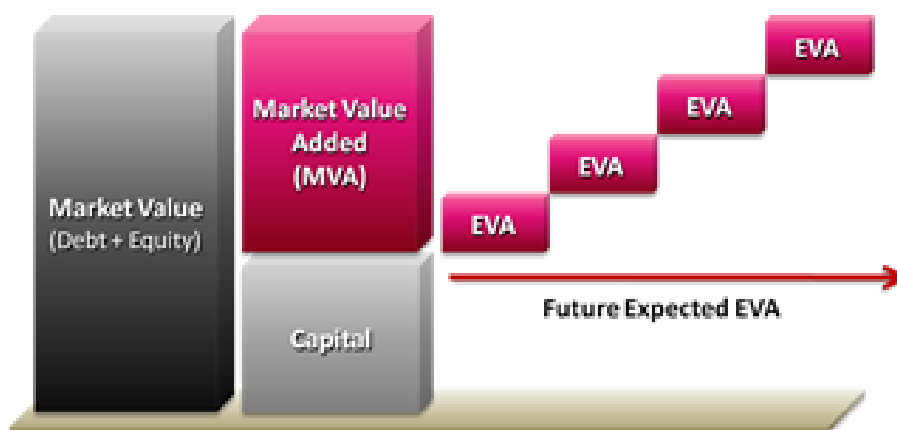 Market Value
(Debt + Equity)
Market Value
Added
(MVA)
Capital
EVA
EVA
EVA
EVA
Future Expected EVA